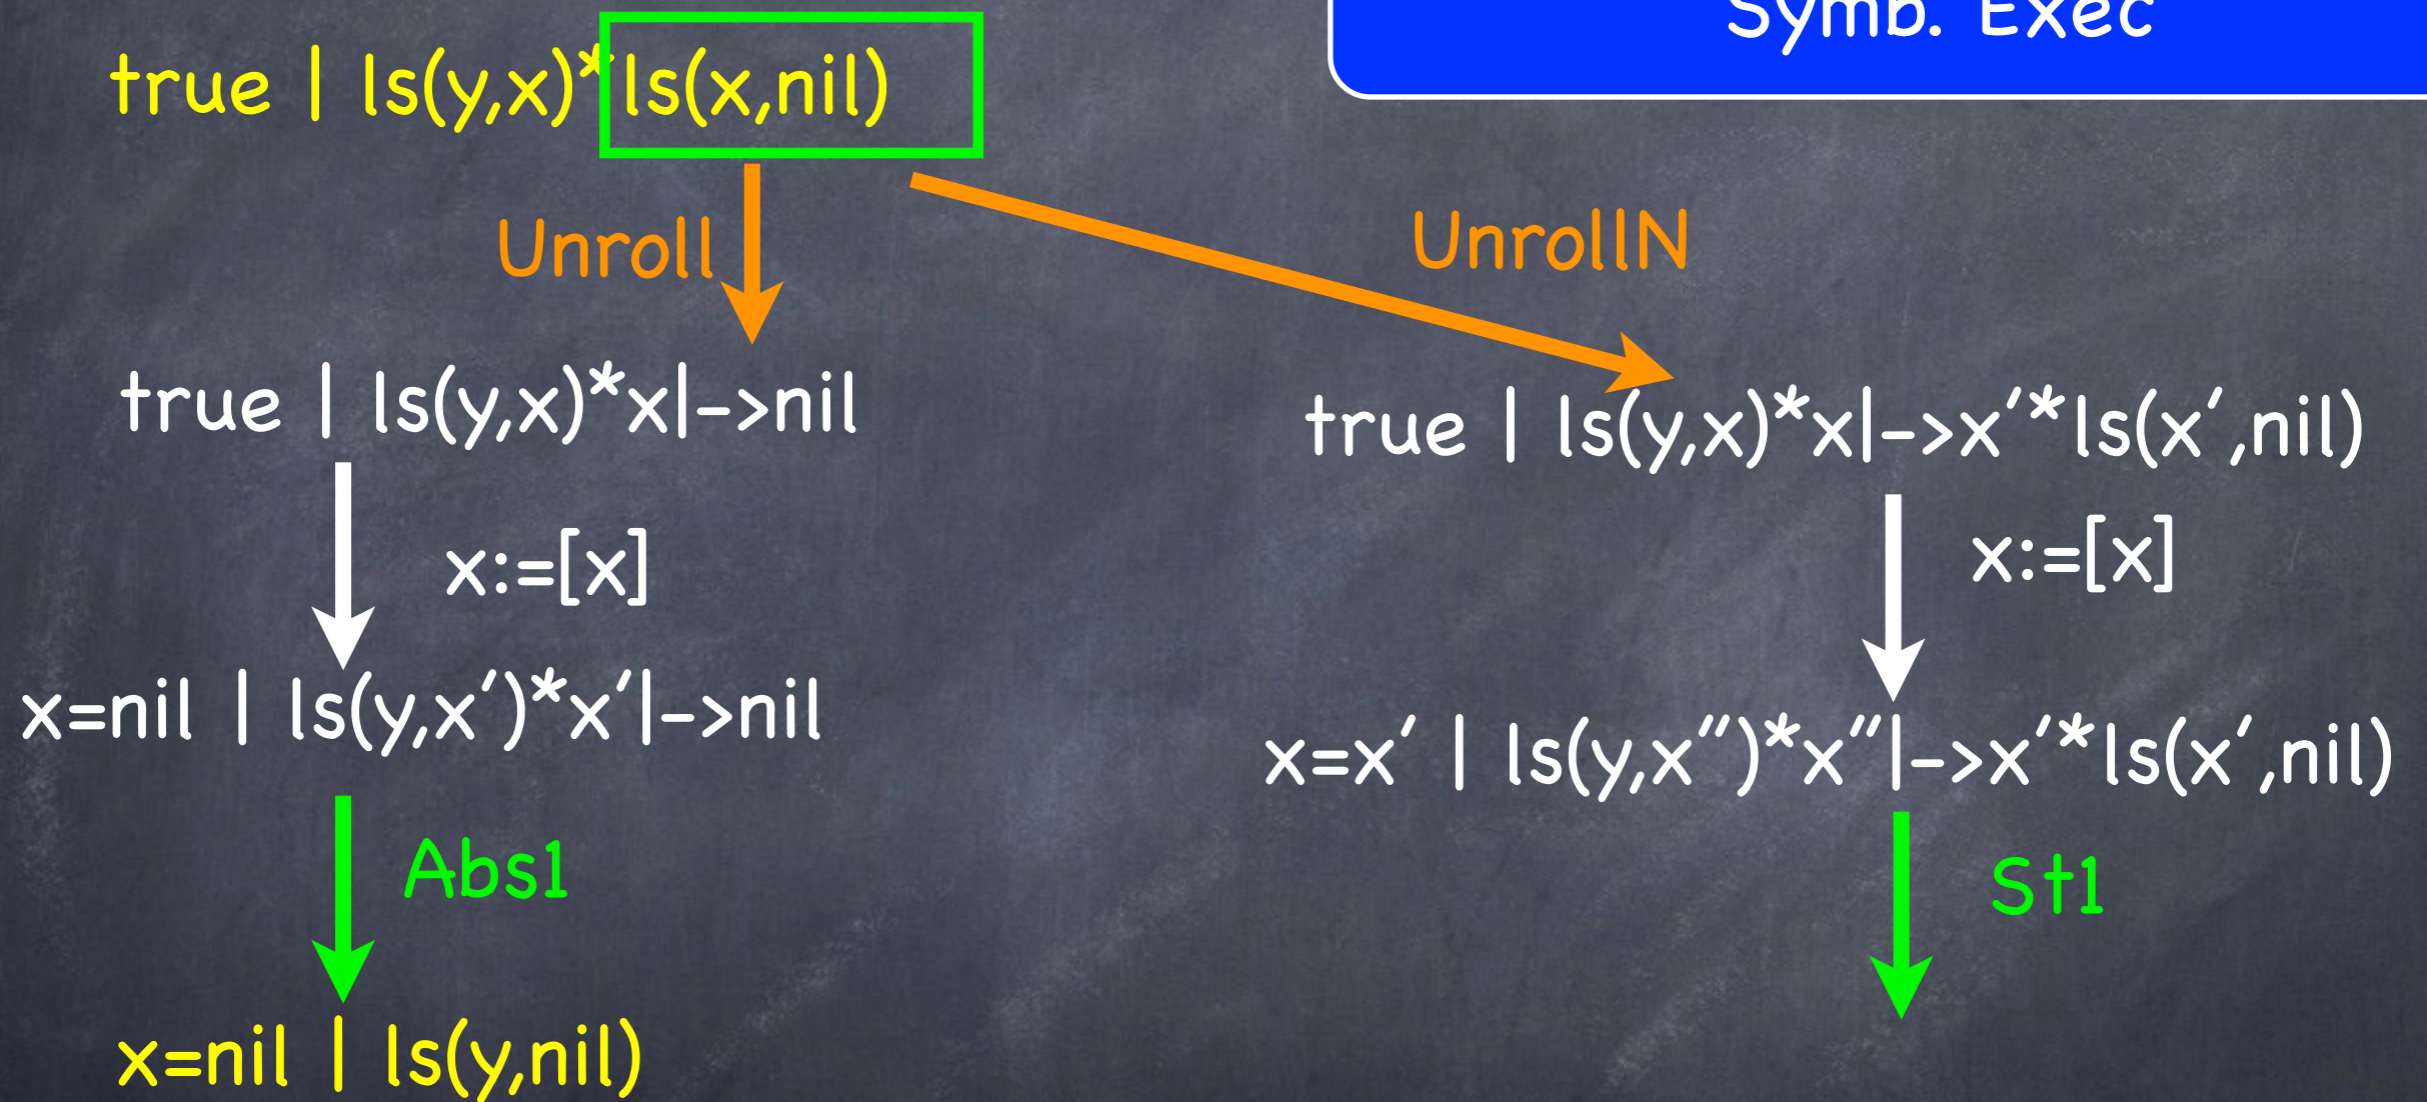 Symb. Exec
true | ls(y,x)*ls(x,nil)
Unroll
UnrollN
true | ls(y,x)*x|->nil
true | ls(y,x)*x|->x′*ls(x′,nil)
x:=[x]
x:=[x]
x=nil | ls(y,x′)*x′|->nil
x=x′ | ls(y,x″)*x″|->x′*ls(x′,nil)
Abs1
St1
x=nil | ls(y,nil)